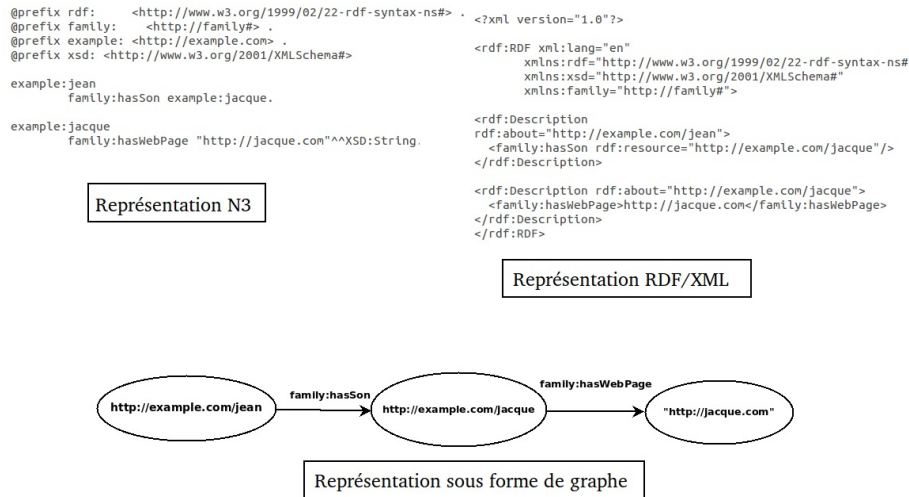 @prefix rdf:     <http://www.w3.org/1999/02/22-rdf-syntax-ns#> .
@prefix family:    <http://family#> .
@prefix example: <http://example.com> .
@prefix xsd: <http://www.w3.org/2001/XMLSchema#>
example:jean
family:hasSon example:jacque.
example:jacque
family:hasWebPage "http://jacque.com"^^XSD:String.
Représentation N3
<?xml version="1.0"?>
<rdf:RDF xml:lang="en"
xmlns:rdf="http://www.w3.org/1999/02/22-rdf-syntax-ns#
xmlns:xsd="http://www.w3.org/2001/XMLSchema#"
xmlns:family="http://family#">
<rdf:Description
rdf:about="http://example.com/jean">
<family:hasSon rdf:resource="http://example.com/jacque"/>
</rdf:Description>
<rdf:Description rdf:about="http://example.com/jacque">
<family:hasWebPage>http://jacque.com</family:hasWebPage>
</rdf:Description>
</rdf:RDF>
Représentation RDF/XML
http://example.com/jean
family:hasSon
http://example.com/jacque
family:hasWebPage
"http://jacque.com"
Représentation sous forme de graphe